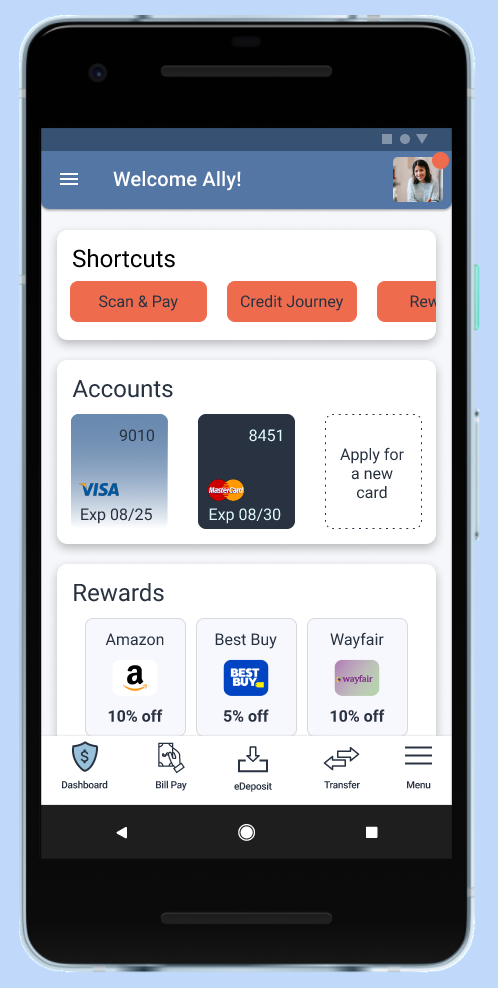 Welcome Ally!
Shortcuts
Scan & Pay
Credit Journey
Rew
Accounts
9010
VISA
Exp 08/25
8451
MasterCard
Exp 08/30
Apply for
a new
card
Rewards
Amazon
a
10% off
Best Buy
BEST
BUY
5% off
Wayfair
wayfair
10% off
$
Dashboard
Bill Pay
eDeposit
Transfer
Menu